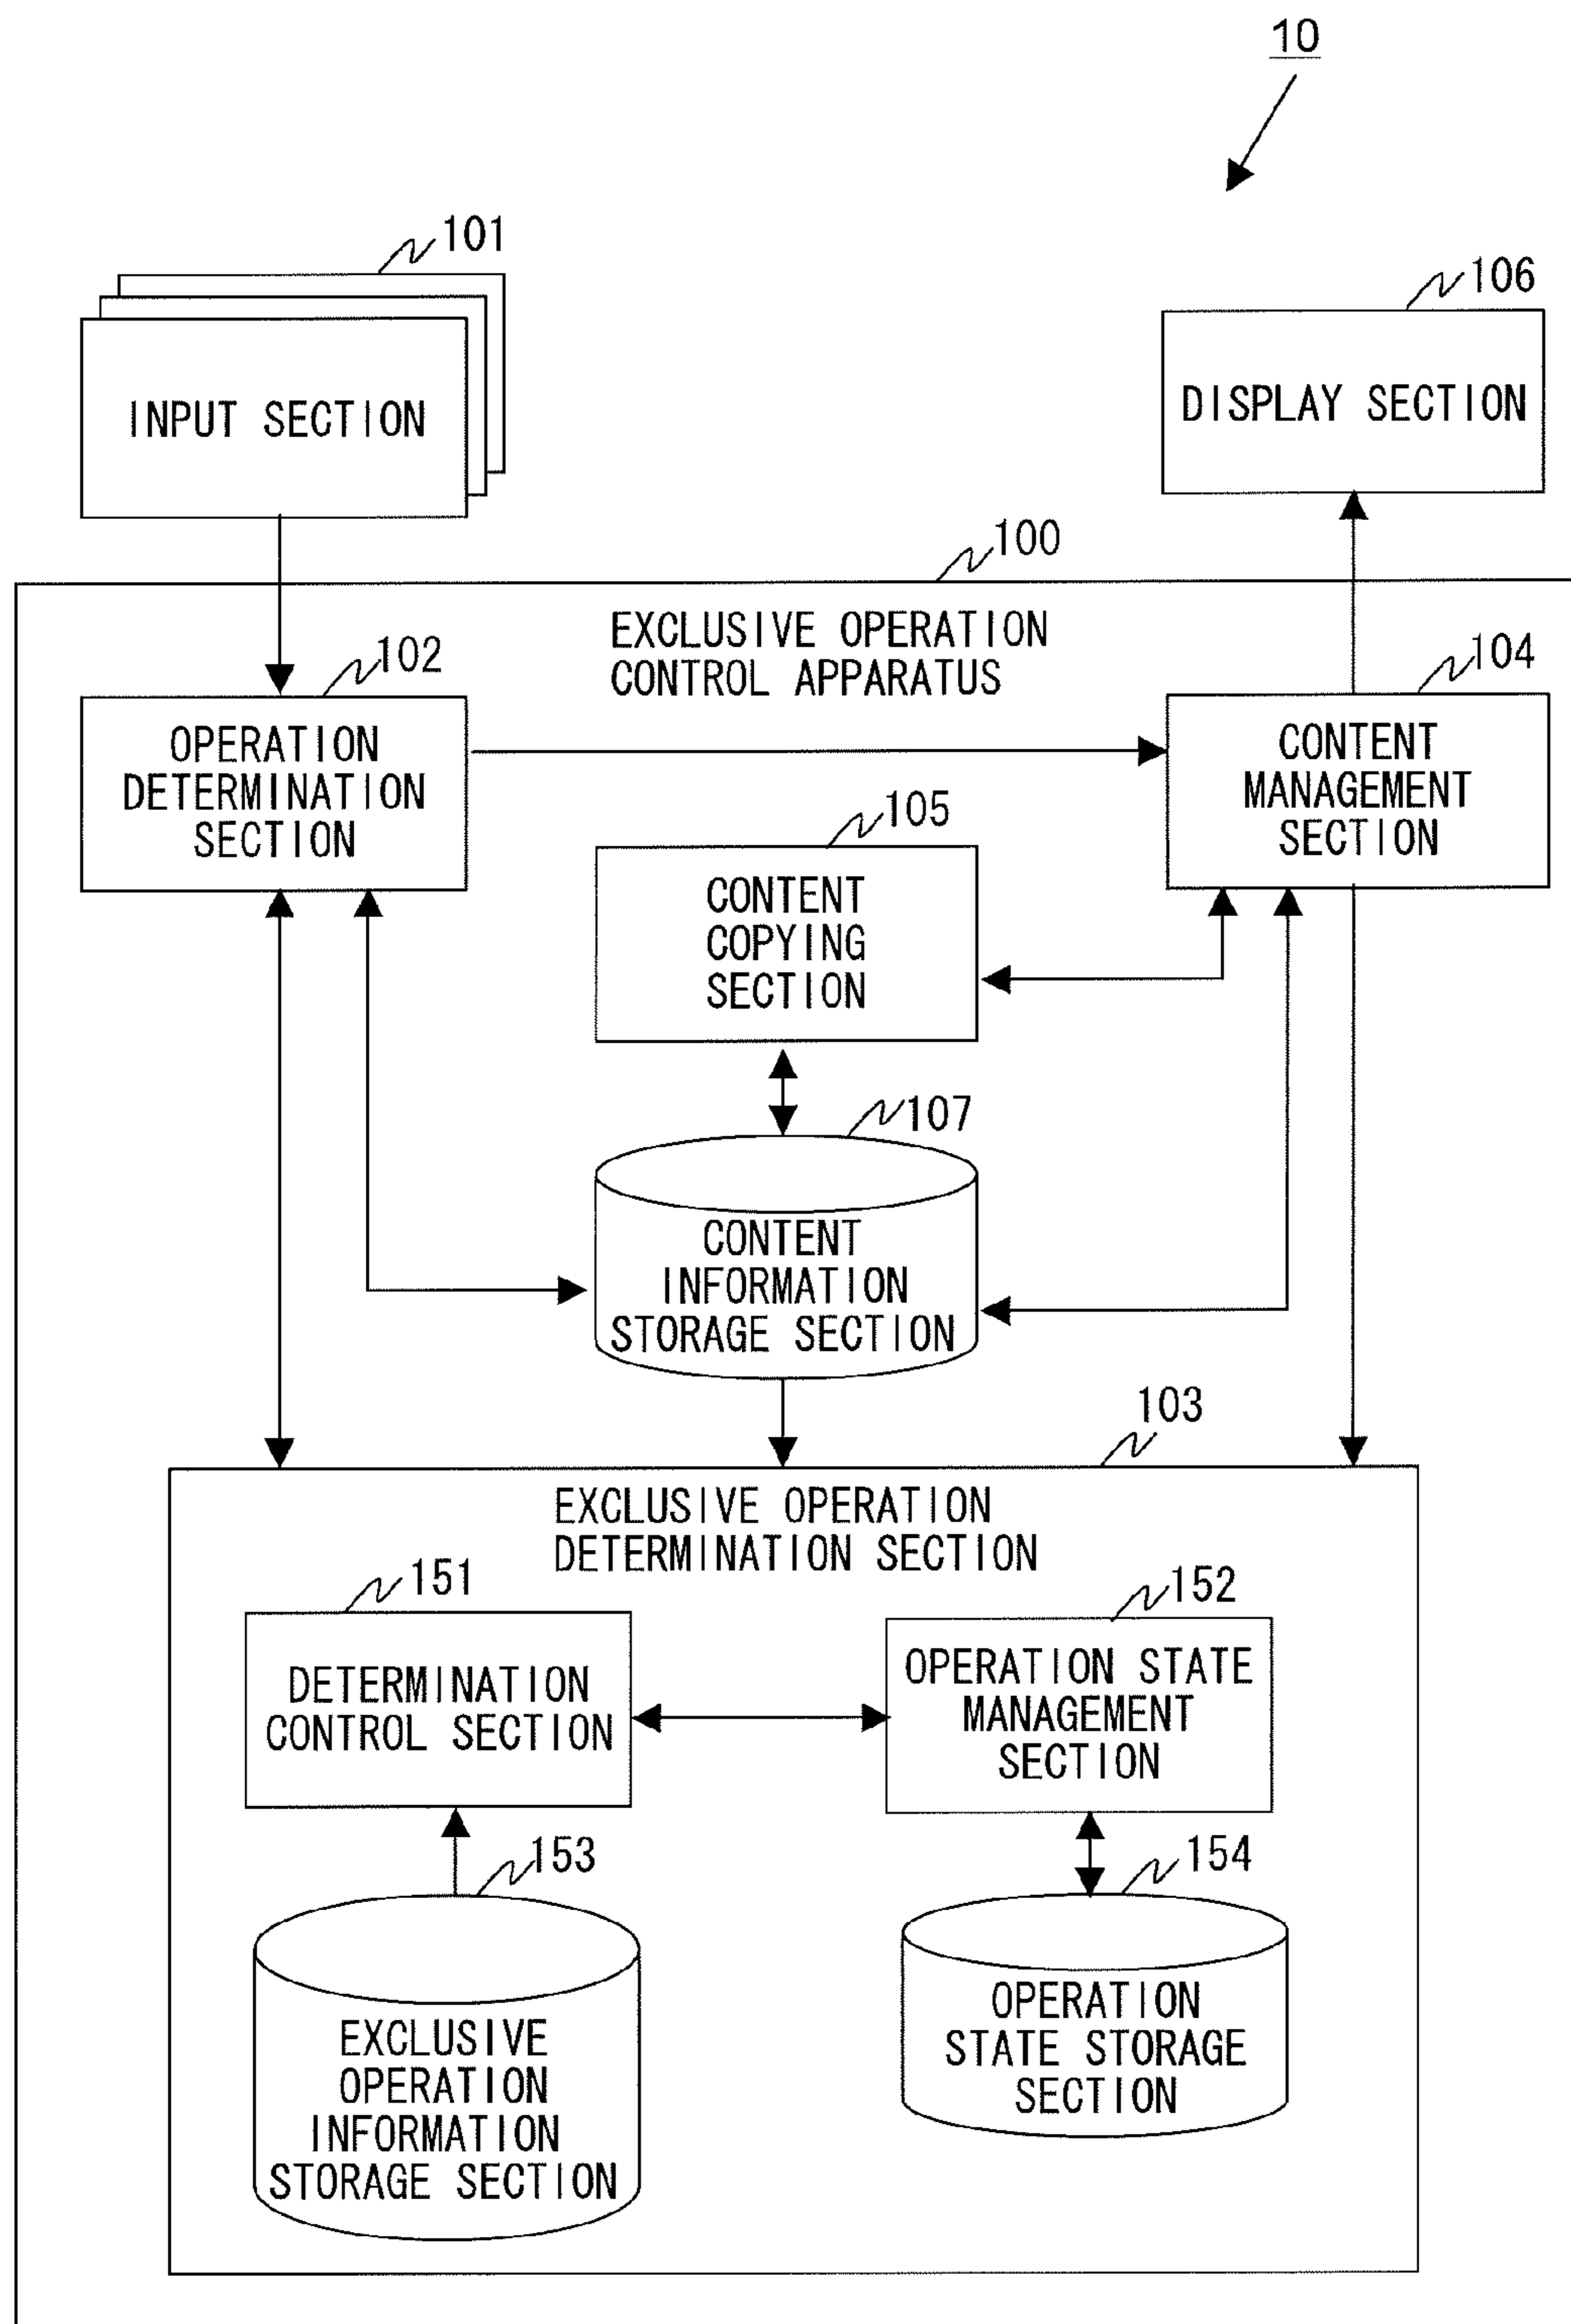 10
101
INPUT SECTION
106
DISPLAY SECTION
100
EXCLUSIVE OPERATION
CONTROL APPARATUS
102
OPERATION
DETERMINATION
SECTION
104
CONTENT
MANAGEMENT
SECTION
105
CONTENT
COPYING
SECTION
107
CONTENT
INFORMATION
STORAGE SECTION
103
EXCLUSIVE OPERATION
DETERMINATION SECTION
151
DETERMINATION
CONTROL SECTION
152
OPERATION STATE
MANAGEMENT
SECTION
153
EXCLUSIVE
OPERATION
INFORMATION
STORAGE SECTION
154
OPERATION
STATE STORAGE
SECTION